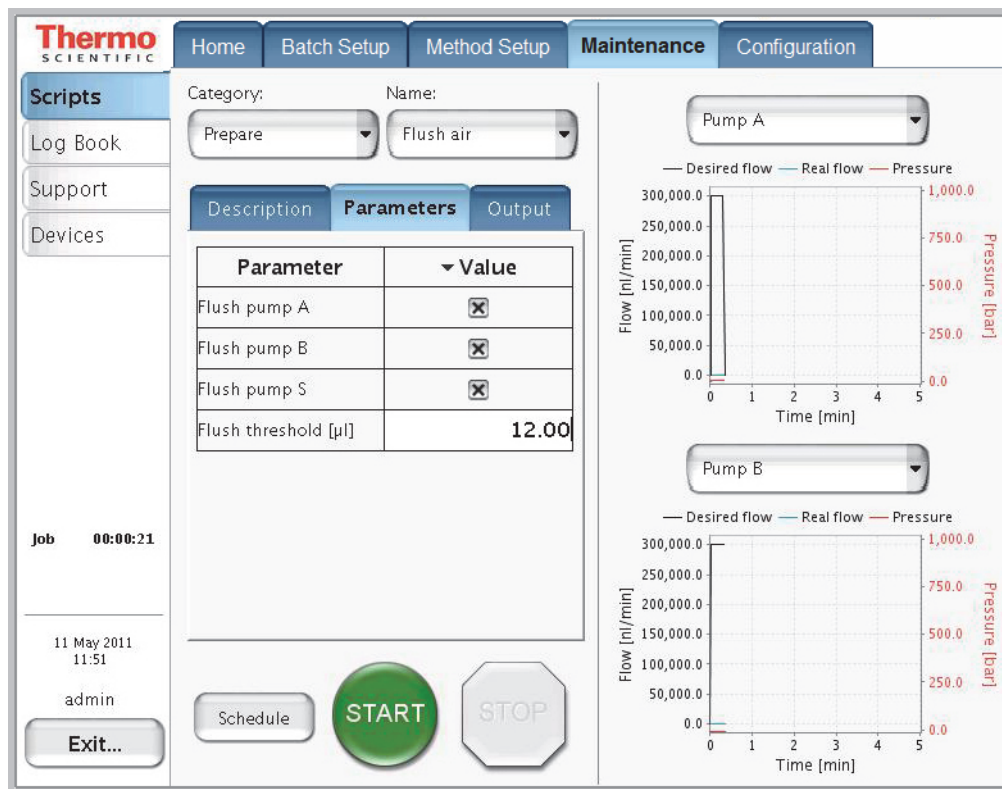 Thermo
SCIENTIFIC
Home
Batch Setup
Method Setup
Maintenance
Configuration
Scripts
Log Book
Support
Devices
Job 00:00:21
11 May 2011
11:51
admin
Exit...
Category:
Name:
Prepare
Flush air
Description
Parameters
Output
Parameter
Value
Flush pump A
Flush pump B
Flush pump S
Flush threshold [µl]
12.00
Schedule
START
STOP
Pump A
Desired flow
Real flow
Pressure
300,000.0
250,000.0
200,000.0
150,000.0
100,000.0
50,000.0
0.0
Flow [nl/min]
1,000.0
750.0
500.0
250.0
0.0
Pressure [bar]
0 1 2 3 4 5
Time [min]
Pump B
Desired flow
Real flow
Pressure
300,000.0
250,000.0
200,000.0
150,000.0
100,000.0
50,000.0
0.0
Flow [nl/min]
1,000.0
750.0
500.0
250.0
0.0
Pressure [bar]
0 1 2 3 4 5
Time [min]